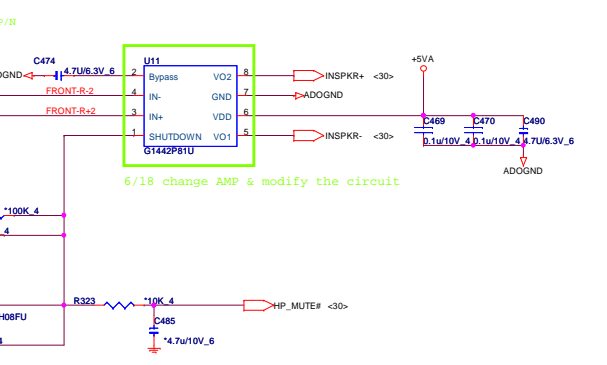 P/N
C474
U11
+5VA
OGND
4.7U/6.3V_6
2
Bypass
VO2
8
INSPKR+ <30>
FRONT-R-2
4
IN-
GND
7
ADOGND
FRONT-R+2
3
IN+
VDD
6
C469
C470
C490
1
SHUTDOWN
VO1
5
INSPKR- <30>
0.1u/10V_4
0.1u/10V_4
4.7U/6.3V_6
G1442P81U
ADOGND
6/18 change AMP & modify the circuit
*100K_4
_4
R323
*10K_4
HP_MUTE# <30>
H08FU
C485
*4.7u/10V_6